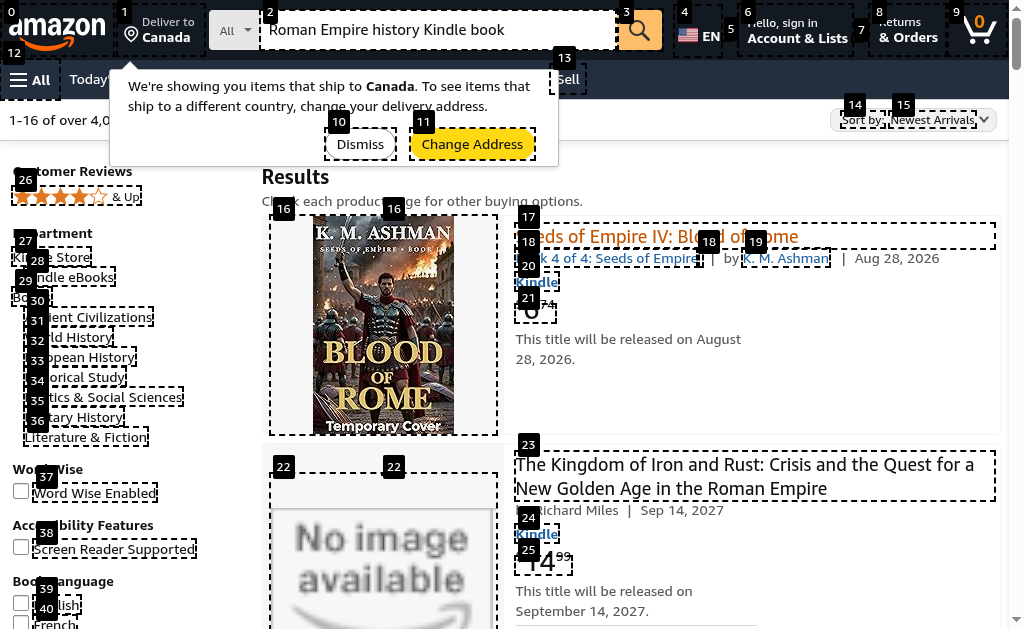 amazon
Deliver to
Canada
All
Roman Empire history Kindle book
EN
Hello, sign in
Account & Lists
Returns
& Orders
0
All
Sell
We're showing you items that ship to Canada. To see items that
ship to a different country, change your delivery address.
Dismiss
Change Address
1-16 of over 4,0
Sort by: Newest Arrivals
Customer Reviews
& Up
Department
Kindle Store
Kindle eBooks
Books
Ancient Civilizations
World History
European History
Historical Study
Politics & Social Sciences
Military History
Literature & Fiction
Word Wise
Word Wise Enabled
Accessibility Features
Screen Reader Supported
Book Language
English
French
Results
Check each product page for other buying options.
K. M. ASHMAN
SEEDS OF EMPIRE • BOOK
BLOOD
OF
ROME
Temporary Cover
Seeds of Empire IV: Blood of Rome
Book 4 of 4: Seeds of Empire | by K. M. Ashman | Aug 28, 2026
Kindle
6 74
This title will be released on August
28, 2026.
No image
available
The Kingdom of Iron and Rust: Crisis and the Quest for a
New Golden Age in the Roman Empire
by Richard Miles | Sep 14, 2027
Kindle
14 99
This title will be released on
September 14, 2027.
0
1
2
3
4
5
6
7
8
9
10
11
12
13
14
15
16
16
17
18
18
19
20
21
22
22
23
24
25
26
27
28
29
30
31
32
33
34
35
36
37
38
39
40